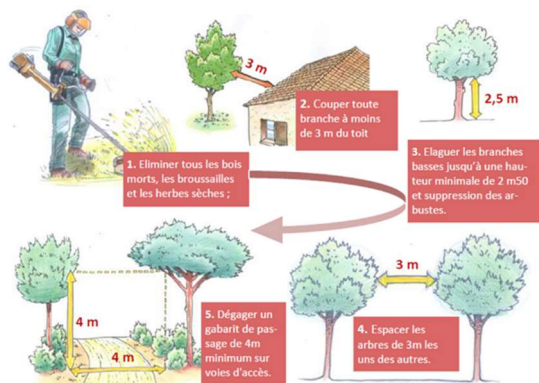 3 m
2. Couper toute
branche à moins
de 3 m du toit
2,5 m
1. Eliminer tous les bois
morts, les broussailles
et les herbes sèches ;
3. Elaguer les branches
basses jusqu'à une hau-
teur minimale de 2 m50
et suppression des ar-
bustes.
3 m
4. Espacer les
arbres de 3m les
uns des autres.
4 m
4 m
5. Dégager un
gabarit de pas-
sage de 4m
minimum sur
voies d'accès.